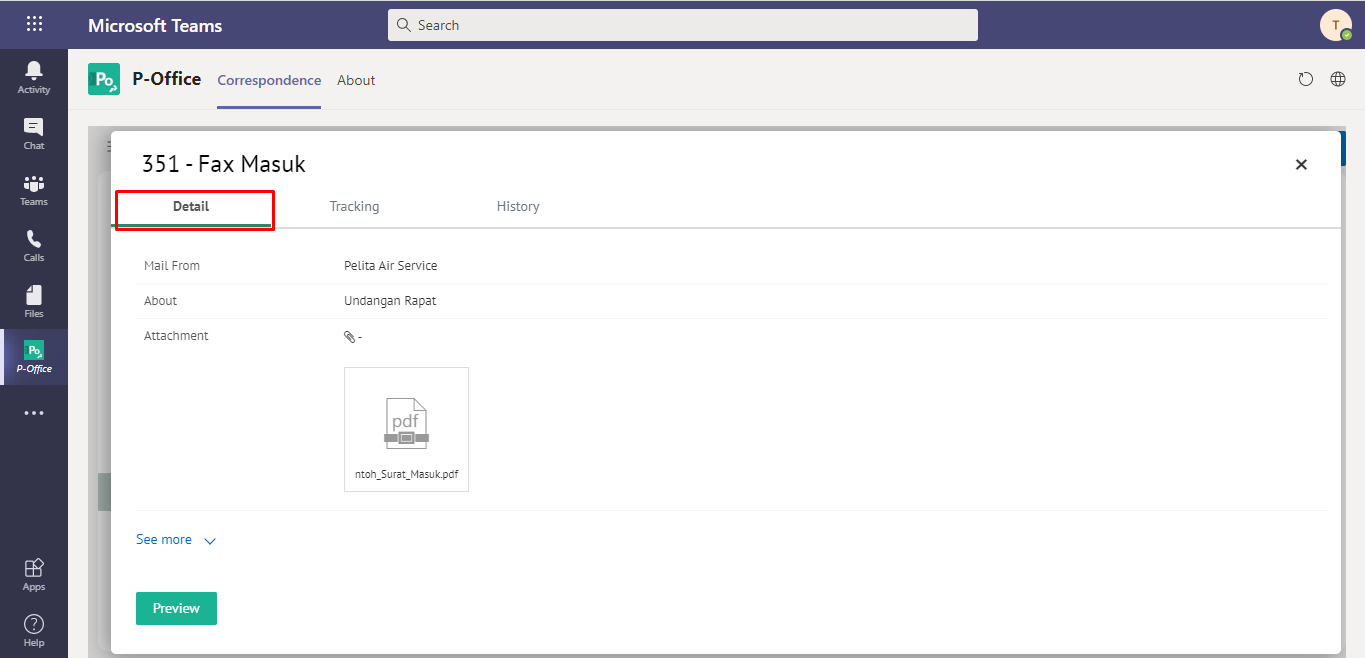 Microsoft Teams
Search
T
Activity
Chat
Teams
Calls
Files
Po
P-Office
Apps
Help
Po
P-Office
Correspondence
About
351 - Fax Masuk
Detail
Tracking
History
Mail From
Pelita Air Service
About
Undangan Rapat
Attachment
-
pdf
ntoh_Surat_Masuk.pdf
See more
Preview